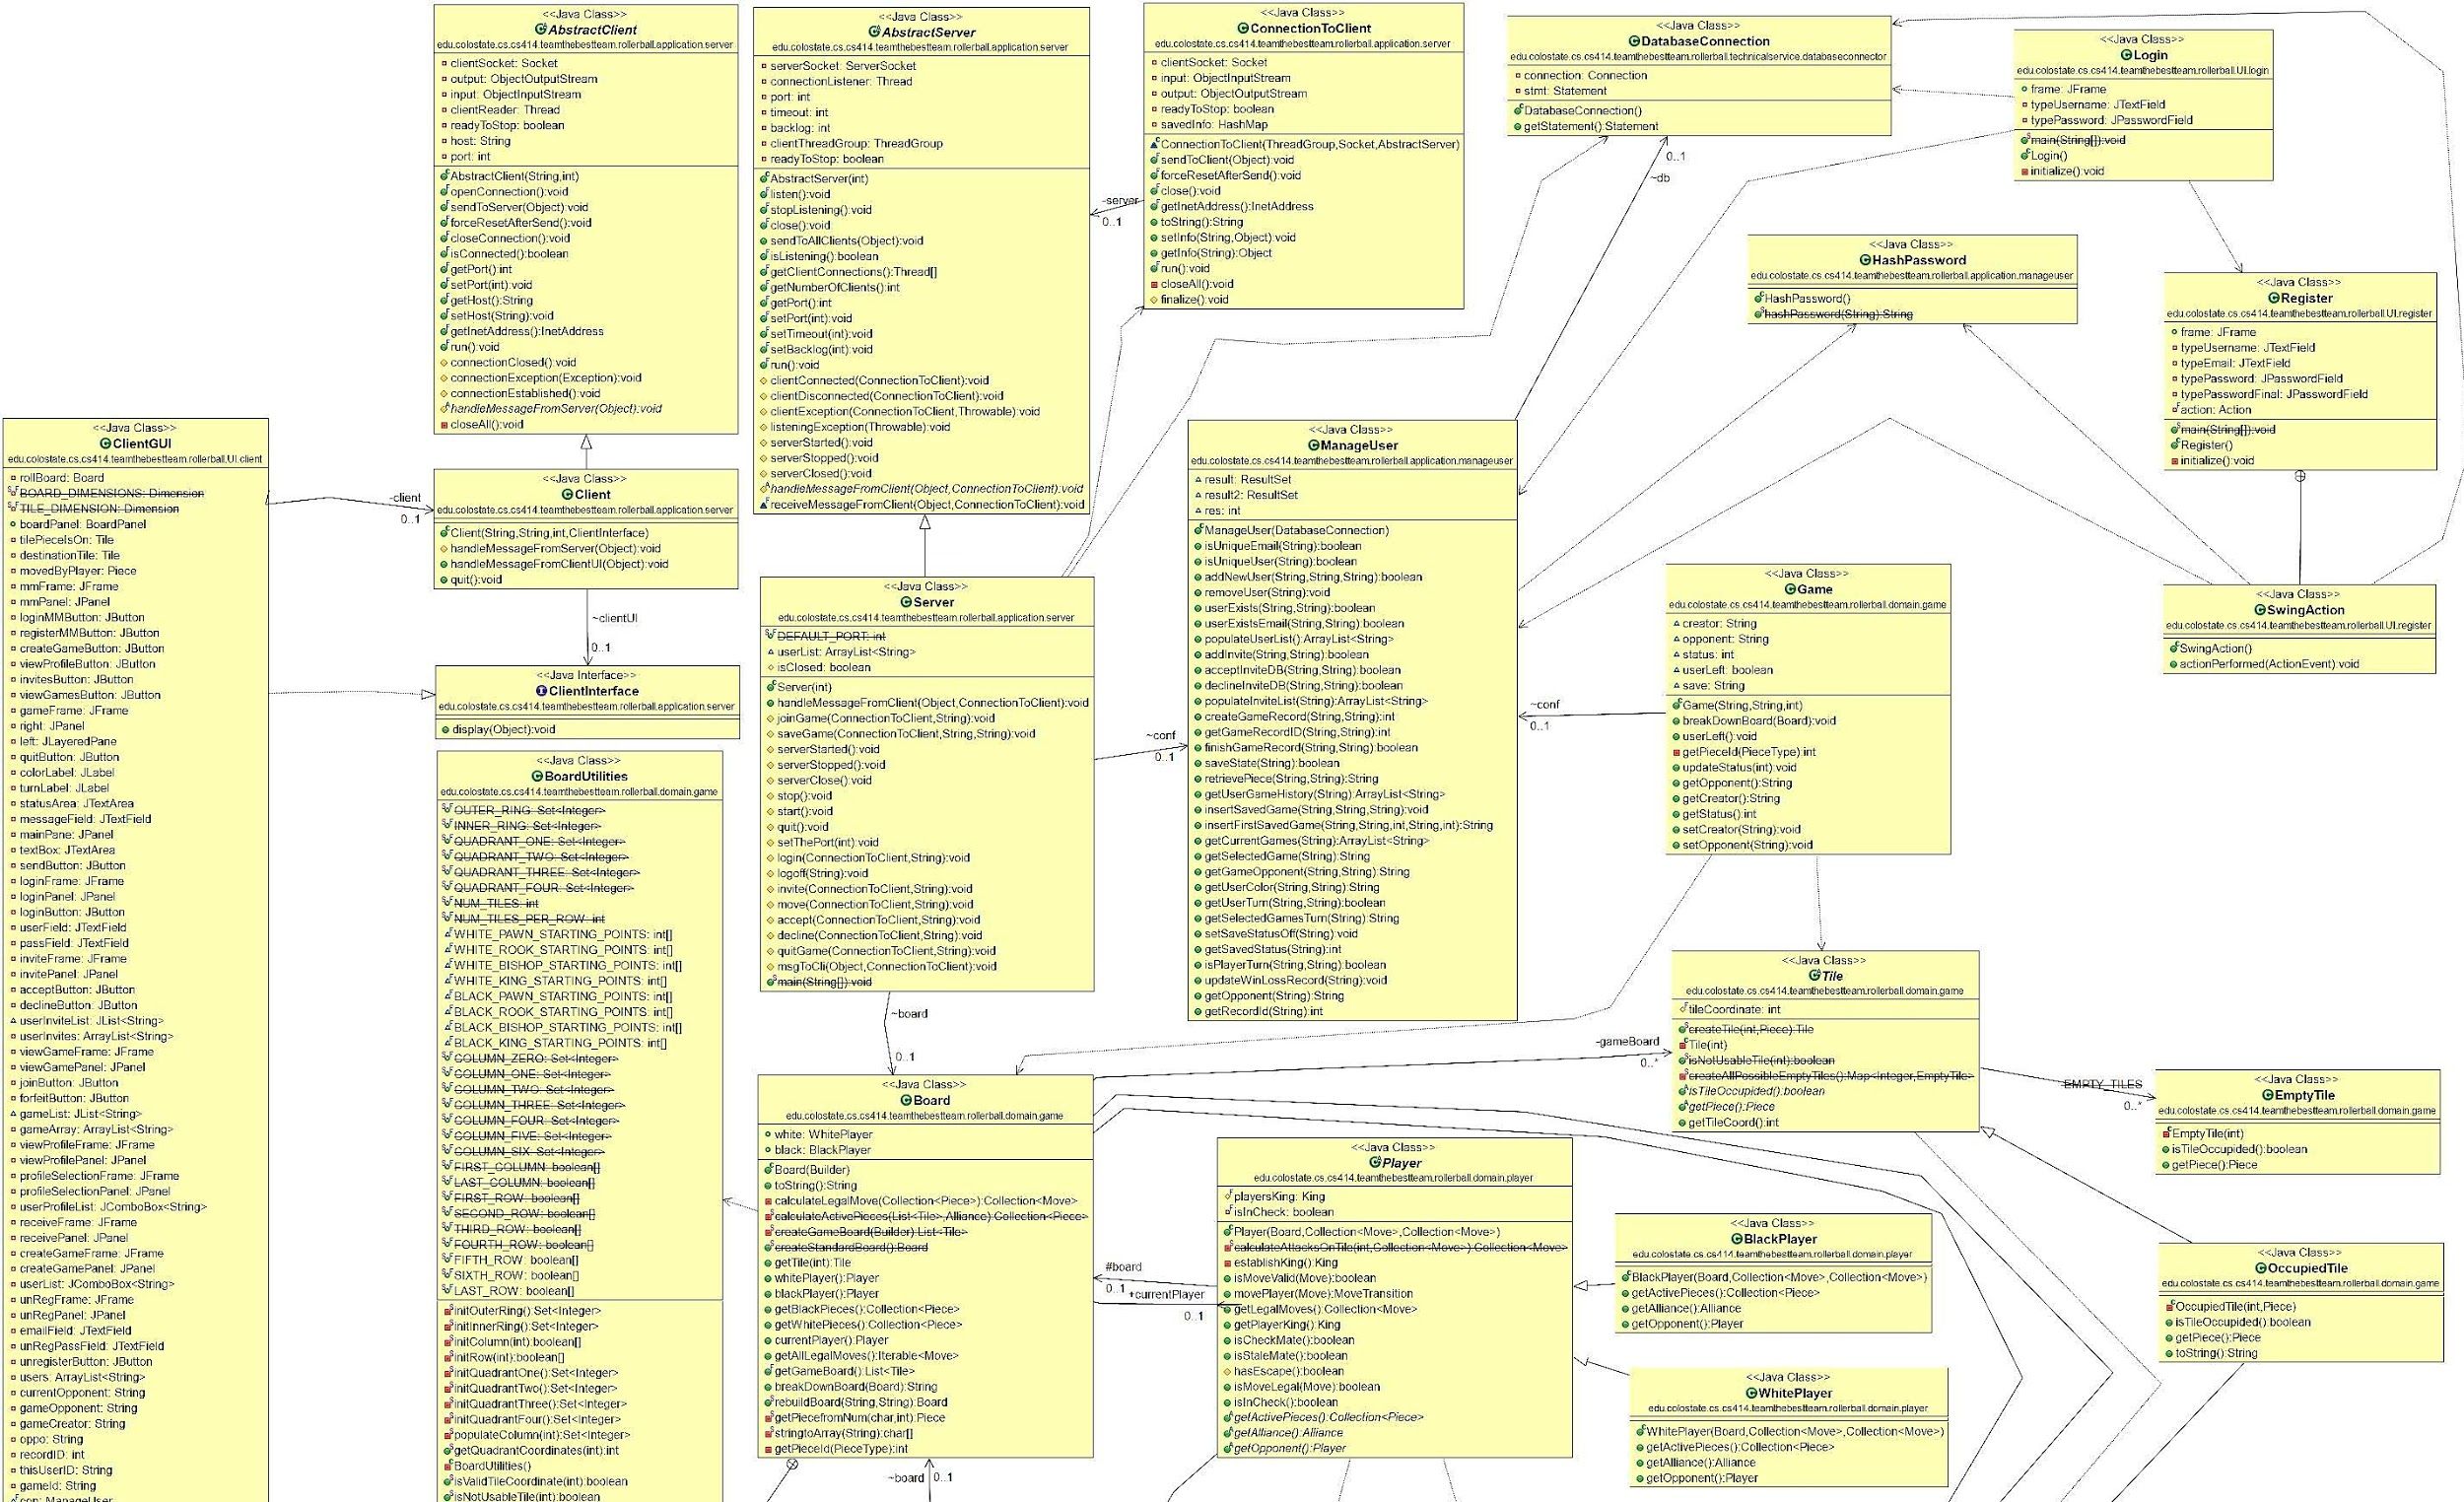 <<Java Class>>
AbstractClient
edu.colostate.cs.cs414.teamthebestteam.rollerball.application.server
clientSocket: Socket
output: ObjectOutputStream
input: ObjectInputStream
clientReader: Thread
readyToStop: boolean
host: String
port: int
AbstractClient(String,int)
openConnection():void
sendToServer(Object):void
forceResetAfterSend():void
closeConnection():void
isConnected():boolean
getPort():int
setPort(int):void
getHost():String
setHost(String):void
getInetAddress():InetAddress
run():void
connectionClosed():void
connectionException(Exception):void
connectionEstablished():void
handleMessageFromServer(Object):void
closeAll():void
<<Java Class>>
AbstractServer
edu.colostate.cs.cs414.teamthebestteam.rollerball.application.server
serverSocket: ServerSocket
connectionListener: Thread
port: int
timeout: int
backlog: int
clientThreadGroup: ThreadGroup
readyToStop: boolean
AbstractServer(int)
listen():void
stopListening():void
close():void
sendToAllClients(Object):void
isListening():boolean
getClientConnections():Thread[]
getNumberOfClients():int
getPort():int
setPort(int):void
setTimeout(int):void
setBacklog(int):void
run():void
clientConnected(ConnectionToClient):void
clientDisconnected(ConnectionToClient):void
clientException(ConnectionToClient,Throwable):void
listeningException(Throwable):void
serverStarted():void
serverStopped():void
serverClosed():void
handleMessageFromClient(Object,ConnectionToClient):void
receiveMessageFromClient(Object,ConnectionToClient):void
<<Java Class>>
ConnectionToClient
edu.colostate.cs.cs414.teamthebestteam.rollerball.application.server
clientSocket: Socket
input: ObjectInputStream
output: ObjectOutputStream
readyToStop: boolean
savedInfo: HashMap
ConnectionToClient(ThreadGroup,Socket,AbstractServer)
sendToClient(Object):void
forceResetAfterSend():void
close():void
getInetAddress():InetAddress
toString():String
setInfo(String,Object):void
getInfo(String):Object
run():void
closeAll():void
finalize():void
-server
0..1
<<Java Class>>
DatabaseConnection
edu.colostate.cs.cs414.teamthebestteam.rollerball.technicalservice.databaseconnector
connection: Connection
stmt: Statement
DatabaseConnection()
getStatement():Statement
0..1
~db
<<Java Class>>
Login
edu.colostate.cs.cs414.teamthebestteam.rollerball.UI.login
frame: JFrame
typeUsername: JTextField
typePassword: JPasswordField
main(String[]):void
Login()
initialize():void
<<Java Class>>
HashPassword
edu.colostate.cs.cs414.teamthebestteam.rollerball.application.manageuser
HashPassword()
hashPassword(String):String
<<Java Class>>
Register
edu.colostate.cs.cs414.teamthebestteam.rollerball.UI.register
frame: JFrame
typeUsername: JTextField
typeEmail: JTextField
typePassword: JPasswordField
typePasswordFinal: JPasswordField
action: Action
main(String[]):void
Register()
initialize():void
<<Java Class>>
ClientGUI
edu.colostate.cs.cs414.teamthebestteam.rollerball.UI.client
rollBoard: Board
BOARD_DIMENSIONS: Dimension
TILE_DIMENSION: Dimension
boardPanel: BoardPanel
tilePieceIsOn: Tile
destinationTile: Tile
movedByPlayer: Piece
mmFrame: JFrame
mmPanel: JPanel
loginMMButton: JButton
registerMMButton: JButton
createGameButton: JButton
viewProfileButton: JButton
invitesButton: JButton
viewGamesButton: JButton
gameFrame: JFrame
right: JPanel
left: JLayeredPane
quitButton: JButton
colorLabel: JLabel
turnLabel: JLabel
statusArea: JTextArea
messageField: JTextField
mainPane: JPanel
textBox: JTextArea
sendButton: JButton
loginFrame: JFrame
loginPanel: JPanel
loginButton: JButton
userField: JTextField
passField: JTextField
inviteFrame: JFrame
invitePanel: JPanel
acceptButton: JButton
declineButton: JButton
userInviteList: JList<String>
userInvites: ArrayList<String>
viewGameFrame: JFrame
viewGamePanel: JPanel
joinButton: JButton
forfeitButton: JButton
gameList: JList<String>
gameArray: ArrayList<String>
viewProfileFrame: JFrame
viewProfilePanel: JPanel
profileSelectionFrame: JFrame
profileSelectionPanel: JPanel
userProfileList: JComboBox<String>
receiveFrame: JFrame
receivePanel: JPanel
createGameFrame: JFrame
createGamePanel: JPanel
userList: JComboBox<String>
unRegFrame: JFrame
unRegPanel: JPanel
emailField: JTextField
unRegPassField: JTextField
unregisterButton: JButton
users: ArrayList<String>
currentOpponent: String
gameOpponent: String
gameCreator: String
oppo: String
recordID: int
thisUserID: String
gameId: String
con: ManageUser
-client
0..1
<<Java Class>>
Client
edu.colostate.cs.cs414.teamthebestteam.rollerball.application.server
Client(String,String,int,ClientInterface)
handleMessageFromServer(Object):void
handleMessageFromClientUI(Object):void
quit():void
~clientUI
0..1
<<Java Interface>>
ClientInterface
edu.colostate.cs.cs414.teamthebestteam.rollerball.application.server
display(Object):void
<<Java Class>>
BoardUtilities
edu.colostate.cs.cs414.teamthebestteam.rollerball.domain.game
OUTER_RING: Set<Integer>
INNER_RING: Set<Integer>
QUADRANT_ONE: Set<Integer>
QUADRANT_TWO: Set<Integer>
QUADRANT_THREE: Set<Integer>
QUADRANT_FOUR: Set<Integer>
NUM_TILES: int
NUM_TILES_PER_ROW: int
WHITE_PAWN_STARTING_POINTS: int[]
WHITE_ROOK_STARTING_POINTS: int[]
WHITE_BISHOP_STARTING_POINTS: int[]
WHITE_KING_STARTING_POINTS: int[]
BLACK_PAWN_STARTING_POINTS: int[]
BLACK_ROOK_STARTING_POINTS: int[]
BLACK_BISHOP_STARTING_POINTS: int[]
BLACK_KING_STARTING_POINTS: int[]
COLUMN_ZERO: Set<Integer>
COLUMN_ONE: Set<Integer>
COLUMN_TWO: Set<Integer>
COLUMN_THREE: Set<Integer>
COLUMN_FOUR: Set<Integer>
COLUMN_FIVE: Set<Integer>
COLUMN_SIX: Set<Integer>
FIRST_COLUMN: boolean[]
LAST_COLUMN: boolean[]
FIRST_ROW: boolean[]
SECOND_ROW: boolean[]
THIRD_ROW: boolean[]
FOURTH_ROW: boolean[]
FIFTH_ROW: boolean[]
SIXTH_ROW: boolean[]
LAST_ROW: boolean[]
initOuterRing():Set<Integer>
initInnerRing():Set<Integer>
initColumn(int):boolean[]
initRow(int):boolean[]
initQuadrantOne():Set<Integer>
initQuadrantTwo():Set<Integer>
initQuadrantThree():Set<Integer>
initQuadrantFour():Set<Integer>
populateColumn(int):Set<Integer>
getQuadrantCoordinates(int):int
BoardUtilities()
isValidTileCoordinate(int):boolean
isNotUsableTile(int):boolean
<<Java Class>>
Server
edu.colostate.cs.cs414.teamthebestteam.rollerball.application.server
DEFAULT_PORT: int
userList: ArrayList<String>
isClosed: boolean
Server(int)
handleMessageFromClient(Object,ConnectionToClient):void
joinGame(ConnectionToClient,String):void
saveGame(ConnectionToClient,String,String):void
serverStarted():void
serverStopped():void
serverClose():void
stop():void
start():void
quit():void
setThePort(int):void
login(ConnectionToClient,String):void
logoff(String):void
invite(ConnectionToClient,String):void
move(ConnectionToClient,String):void
accept(ConnectionToClient,String):void
decline(ConnectionToClient,String):void
quitGame(ConnectionToClient,String):void
msgToCli(Object,ConnectionToClient):void
main(String[]):void
~conf
0..1
~board
0..1
<<Java Class>>
ManageUser
edu.colostate.cs.cs414.teamthebestteam.rollerball.application.manageuser
result: ResultSet
result2: ResultSet
res: int
ManageUser(DatabaseConnection)
isUniqueEmail(String):boolean
isUniqueUser(String):boolean
addNewUser(String,String,String):boolean
removeUser(String):void
userExists(String,String):boolean
userExistsEmail(String,String):boolean
populateUserList():ArrayList<String>
addInvite(String,String):boolean
acceptInviteDB(String,String):boolean
declineInviteDB(String,String):boolean
populateInviteList(String):ArrayList<String>
createGameRecord(String,String):int
getGameRecordID(String,String):int
finishGameRecord(String,String):boolean
saveState(String):boolean
retrievePiece(String,String):String
getUserGameHistory(String):ArrayList<String>
insertSavedGame(String,String,String):void
insertFirstSavedGame(String,String,int,String,int):String
getCurrentGames(String):ArrayList<String>
getSelectedGame(String):String
getGameOpponent(String,String):String
getUserColor(String,String):String
getUserTurn(String,String):boolean
getSelectedGamesTurn(String):String
setSaveStatusOff(String):void
getSavedStatus(String):int
isPlayerTurn(String,String):boolean
updateWinLossRecord(String):void
getOpponent(String):String
getRecordId(String):int
~conf
0..1
<<Java Class>>
Game
edu.colostate.cs.cs414.teamthebestteam.rollerball.domain.game
creator: String
opponent: String
status: int
userLeft: boolean
save: String
Game(String,String,int)
breakDownBoard(Board):void
userLeft():void
getPieceId(PieceType):int
updateStatus(int):void
getOpponent():String
getCreator():String
getStatus():int
setCreator(String):void
setOpponent(String):void
<<Java Class>>
SwingAction
edu.colostate.cs.cs414.teamthebestteam.rollerball.UI.register
SwingAction()
actionPerformed(ActionEvent):void
<<Java Class>>
Tile
edu.colostate.cs.cs414.teamthebestteam.rollerball.domain.game
tileCoordinate: int
createTile(int,Piece):Tile
Tile(int)
isNotUsableTile(int):boolean
createAllPossibleEmptyTiles():Map<Integer,EmptyTile>
isTileOccupided():boolean
getPiece():Piece
getTileCoord():int
-gameBoard
0..*
EMPTY_TILES
0..*
<<Java Class>>
EmptyTile
edu.colostate.cs.cs414.teamthebestteam.rollerball.domain.game
EmptyTile(int)
isTileOccupided():boolean
getPiece():Piece
<<Java Class>>
Board
edu.colostate.cs.cs414.teamthebestteam.rollerball.domain.game
white: WhitePlayer
black: BlackPlayer
Board(Builder)
toString():String
calculateLegalMove(Collection<Piece>):Collection<Move>
calculateActivePieces(List<Tile>,Alliance):Collection<Piece>
createGameBoard(Builder):List<Tile>
createStandardBoard():Board
getTile(int):Tile
whitePlayer():Player
blackPlayer():Player
getBlackPieces():Collection<Piece>
getWhitePieces():Collection<Piece>
currentPlayer():Player
getAllLegalMoves():Iterable<Move>
getGameBoard():List<Tile>
breakDownBoard(Board):String
rebuildBoard(String,String):Board
getPiecefromNum(char,int):Piece
stringtoArray(String):char[]
getPieceId(PieceType):int
~board
0..1
#board
0..1
+currentPlayer
0..1
<<Java Class>>
Player
edu.colostate.cs.cs414.teamthebestteam.rollerball.domain.player
playersKing: King
isInCheck: boolean
Player(Board,Collection<Move>,Collection<Move>)
calculateAttacksOnTile(int,Collection<Move>):Collection<Move>
establishKing():King
isMoveValid(Move):boolean
movePlayer(Move):MoveTransition
getLegalMoves():Collection<Move>
getPlayerKing():King
isCheckMate():boolean
isStaleMate():boolean
hasEscape():boolean
isMoveLegal(Move):boolean
isInCheck():boolean
getActivePieces():Collection<Piece>
getAlliance():Alliance
getOpponent():Player
<<Java Class>>
BlackPlayer
edu.colostate.cs.cs414.teamthebestteam.rollerball.domain.player
BlackPlayer(Board,Collection<Move>,Collection<Move>)
getActivePieces():Collection<Piece>
getAlliance():Alliance
getOpponent():Player
<<Java Class>>
WhitePlayer
edu.colostate.cs.cs414.teamthebestteam.rollerball.domain.player
WhitePlayer(Board,Collection<Move>,Collection<Move>)
getActivePieces():Collection<Piece>
getAlliance():Alliance
getOpponent():Player
<<Java Class>>
OccupiedTile
edu.colostate.cs.cs414.teamthebestteam.rollerball.domain.game
OccupiedTile(int,Piece)
isTileOccupided():boolean
getPiece():Piece
toString():String